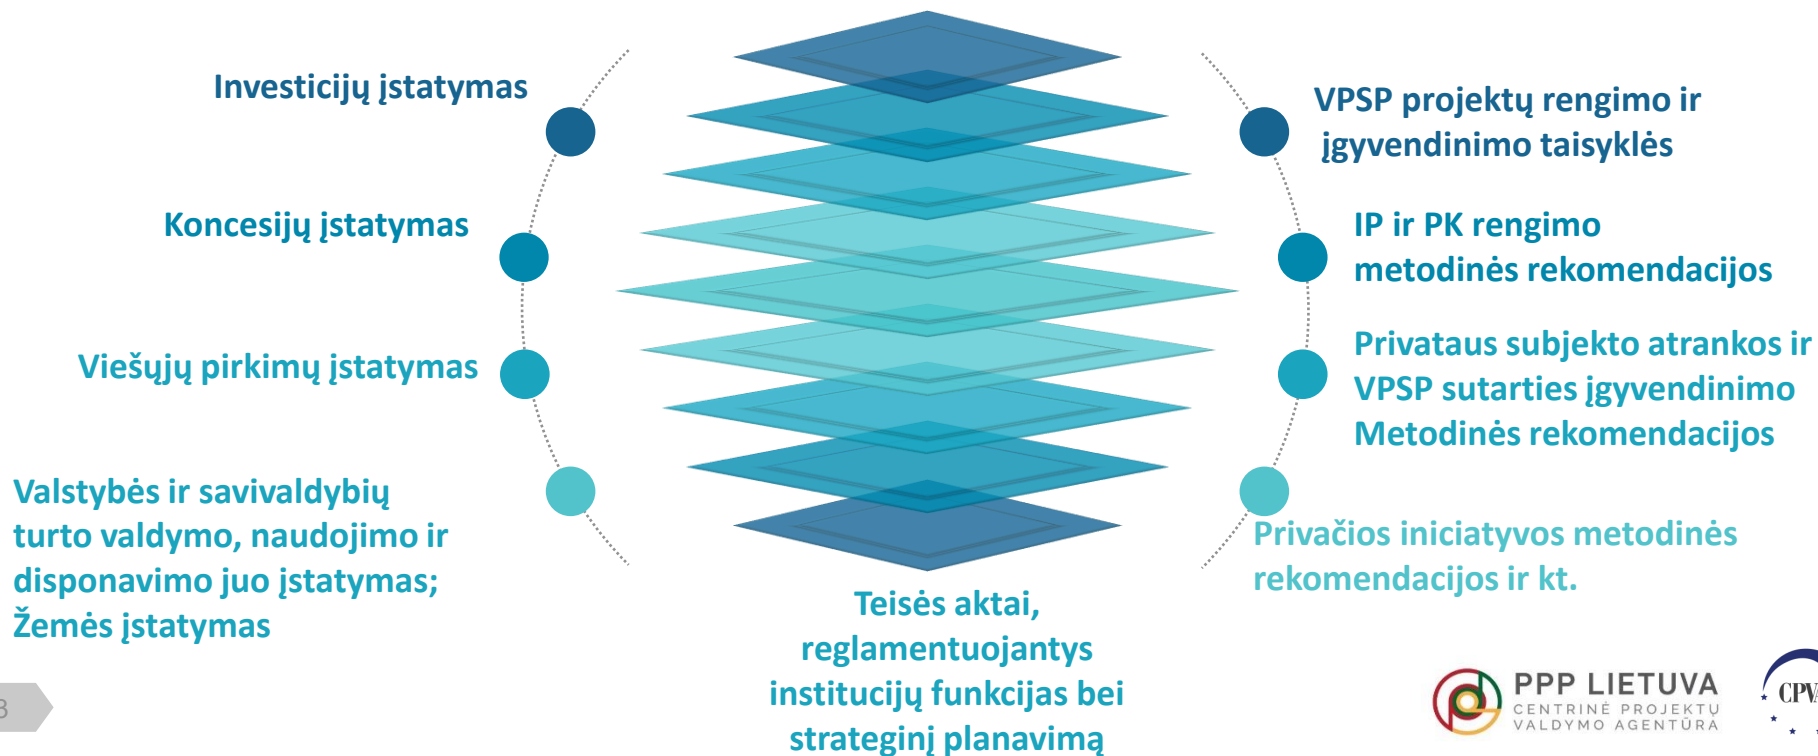 Investicijų įstatymas
Koncesijų įstatymas
Viešųjų pirkimų įstatymas
Valstybės ir savivaldybių
turto valdymo, naudojimo ir
disponavimo juo įstatymas;
Žemės įstatymas
VPSP projektų rengimo ir
įgyvendinimo taisyklės
IP ir PK rengimo
metodinės rekomendacijos
Privataus subjekto atrankos ir
VPSP sutarties įgyvendinimo
Metodinės rekomendacijos
Privačios iniciatyvos metodinės
rekomendacijos ir kt.
Teisės aktai,
reglamentuojantys
institucijų funkcijas bei
strateginį planavimą
PPP LIETUVA
CENTRINĖ PROJEKTŲ
VALDYMO AGENTŪRA
CPVA